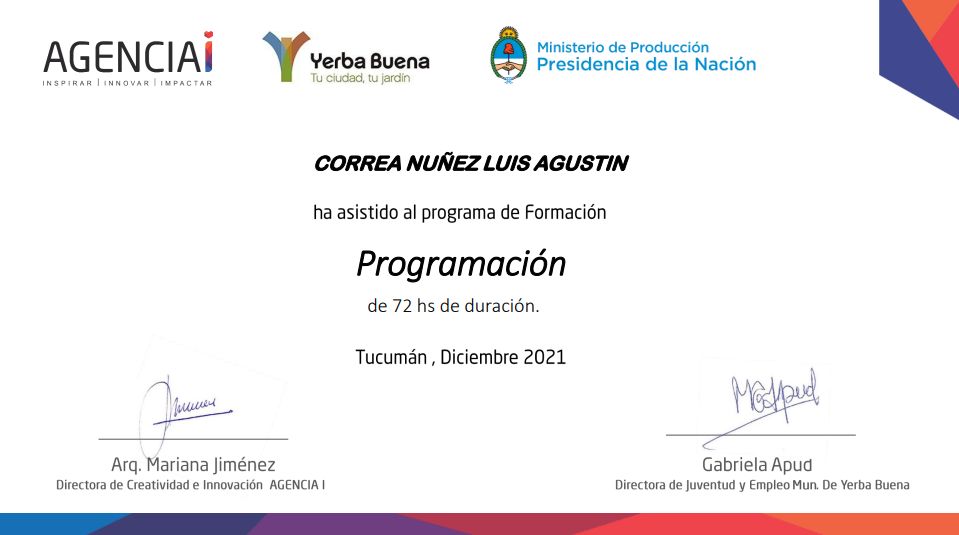 AGENCIAi
INSPIRAR | INNOVAR | IMPACTAR
Yerba Buena
Tu ciudad, tu jardín
Ministerio de Producción
Presidencia de la Nación
CORREA NUÑEZ LUIS AGUSTIN
ha asistido al programa de Formación
Programación
de 72 hs de duración.
Tucumán , Diciembre 2021
Arq. Mariana Jiménez
Directora de Creatividad e Innovación AGENCIA I
Gabriela Apud
Directora de Juventud y Empleo Mun. De Yerba Buena